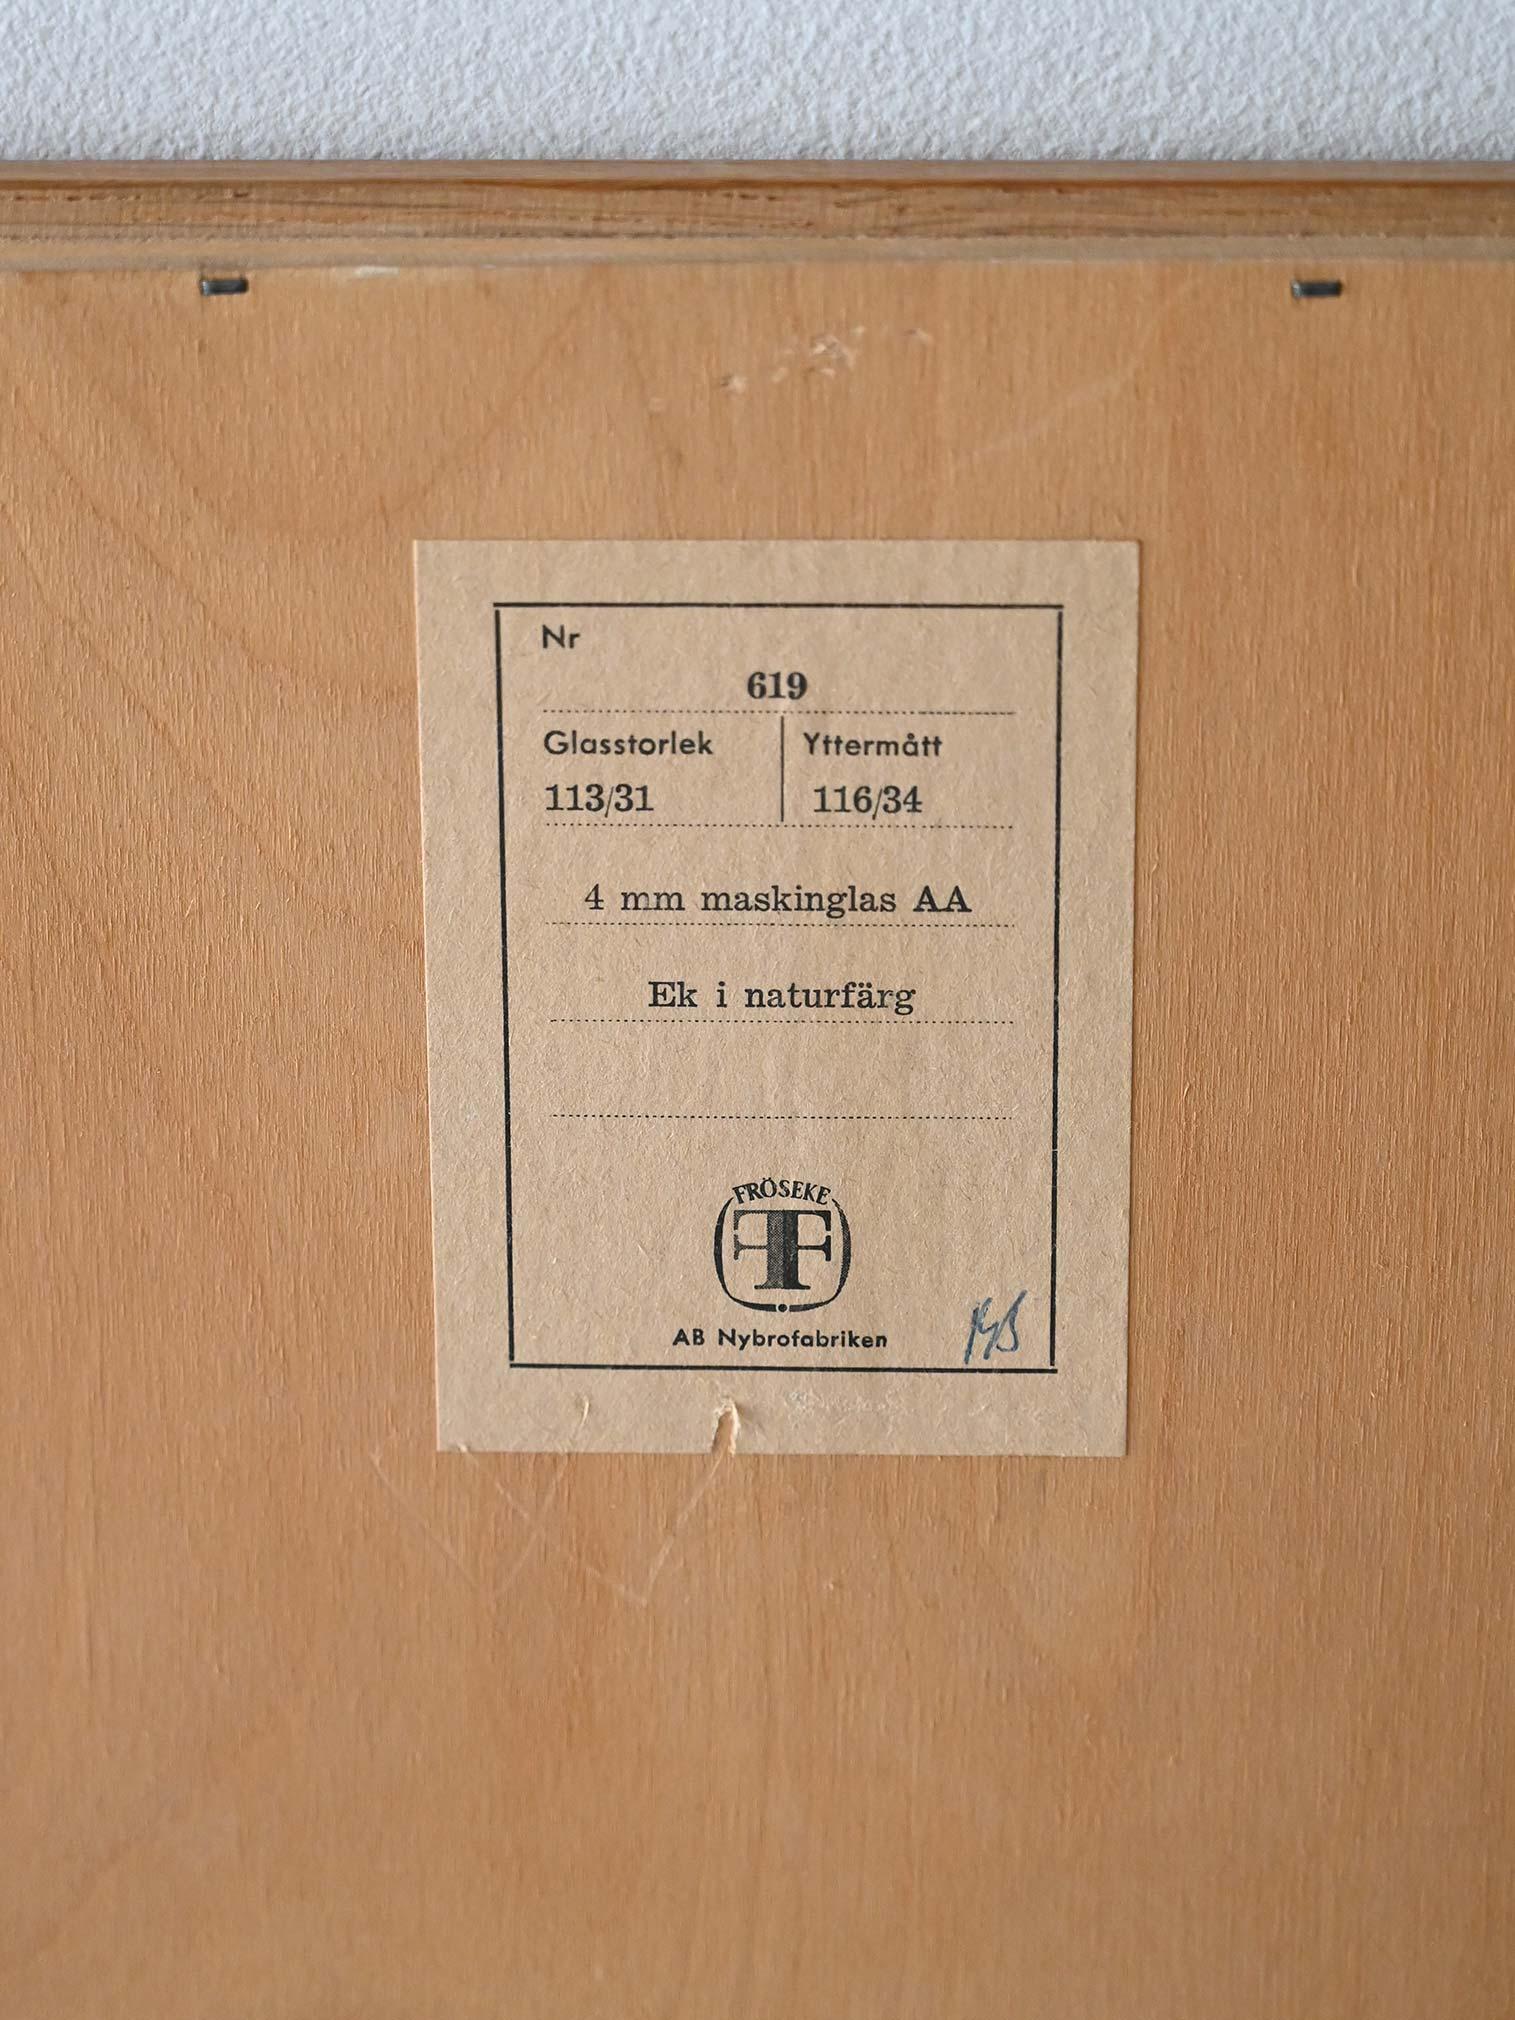 Nr
619
Glasstorlek Yttermått
113/31 116/34
4 mm maskinglas AA
Ek i naturfärg
FRÖSEKE
F
AB Nybrofabriken